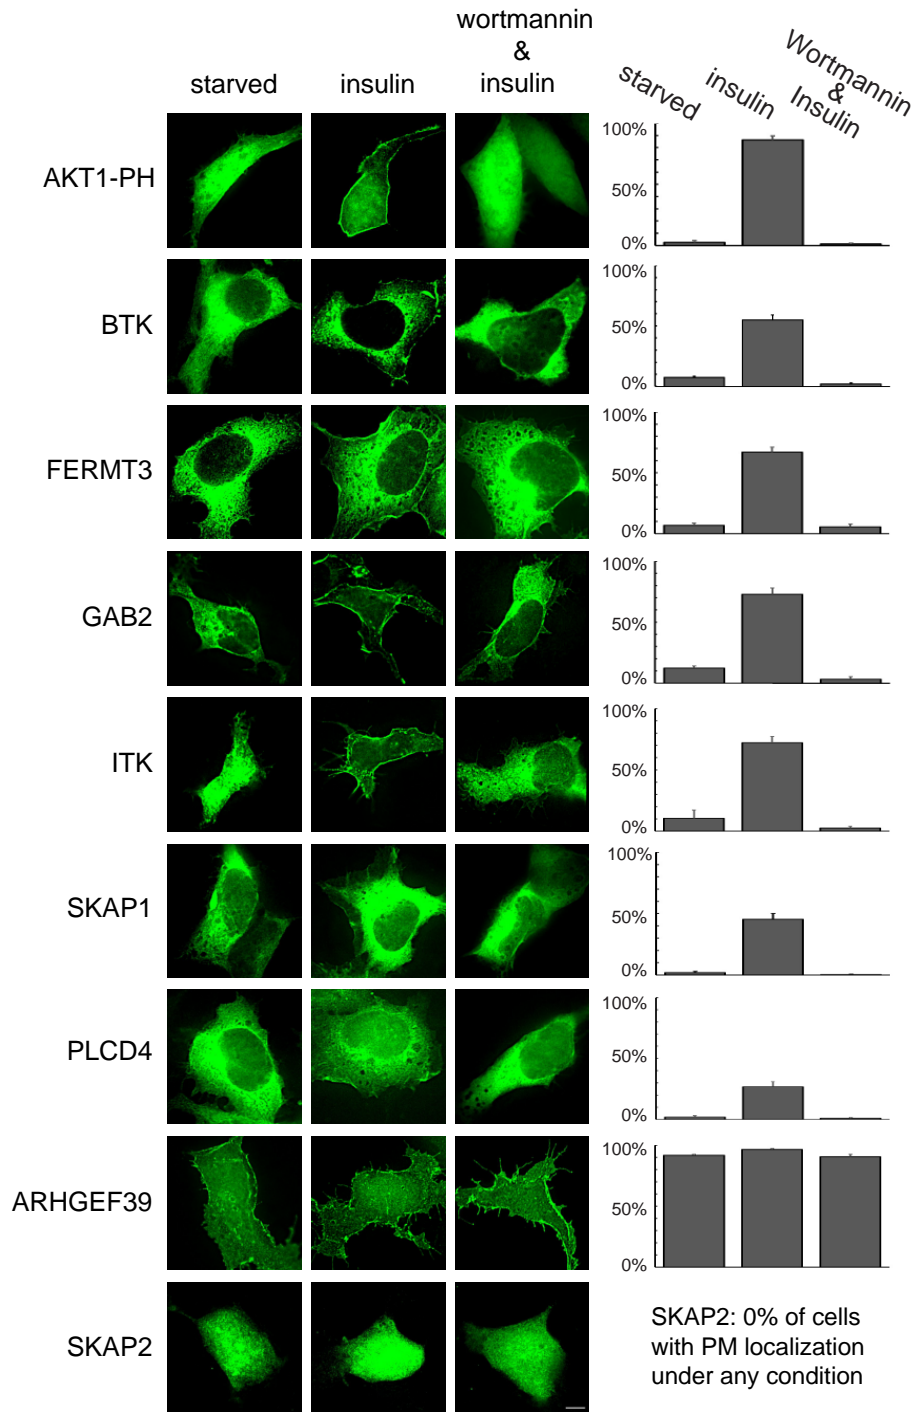 wortmannin
&
starved insulin insulin
starved insulin Wortmannin
&
Insulin
AKT1-PH
100%
50%
0%
BTK
100%
50%
0%
FERMT3
100%
50%
0%
GAB2
100%
50%
0%
ITK
100%
50%
0%
SKAP1
100%
50%
0%
PLCD4
100%
50%
0%
ARHGEF39
100%
50%
0%
SKAP2
SKAP2: 0% of cells
with PM localization
under any condition